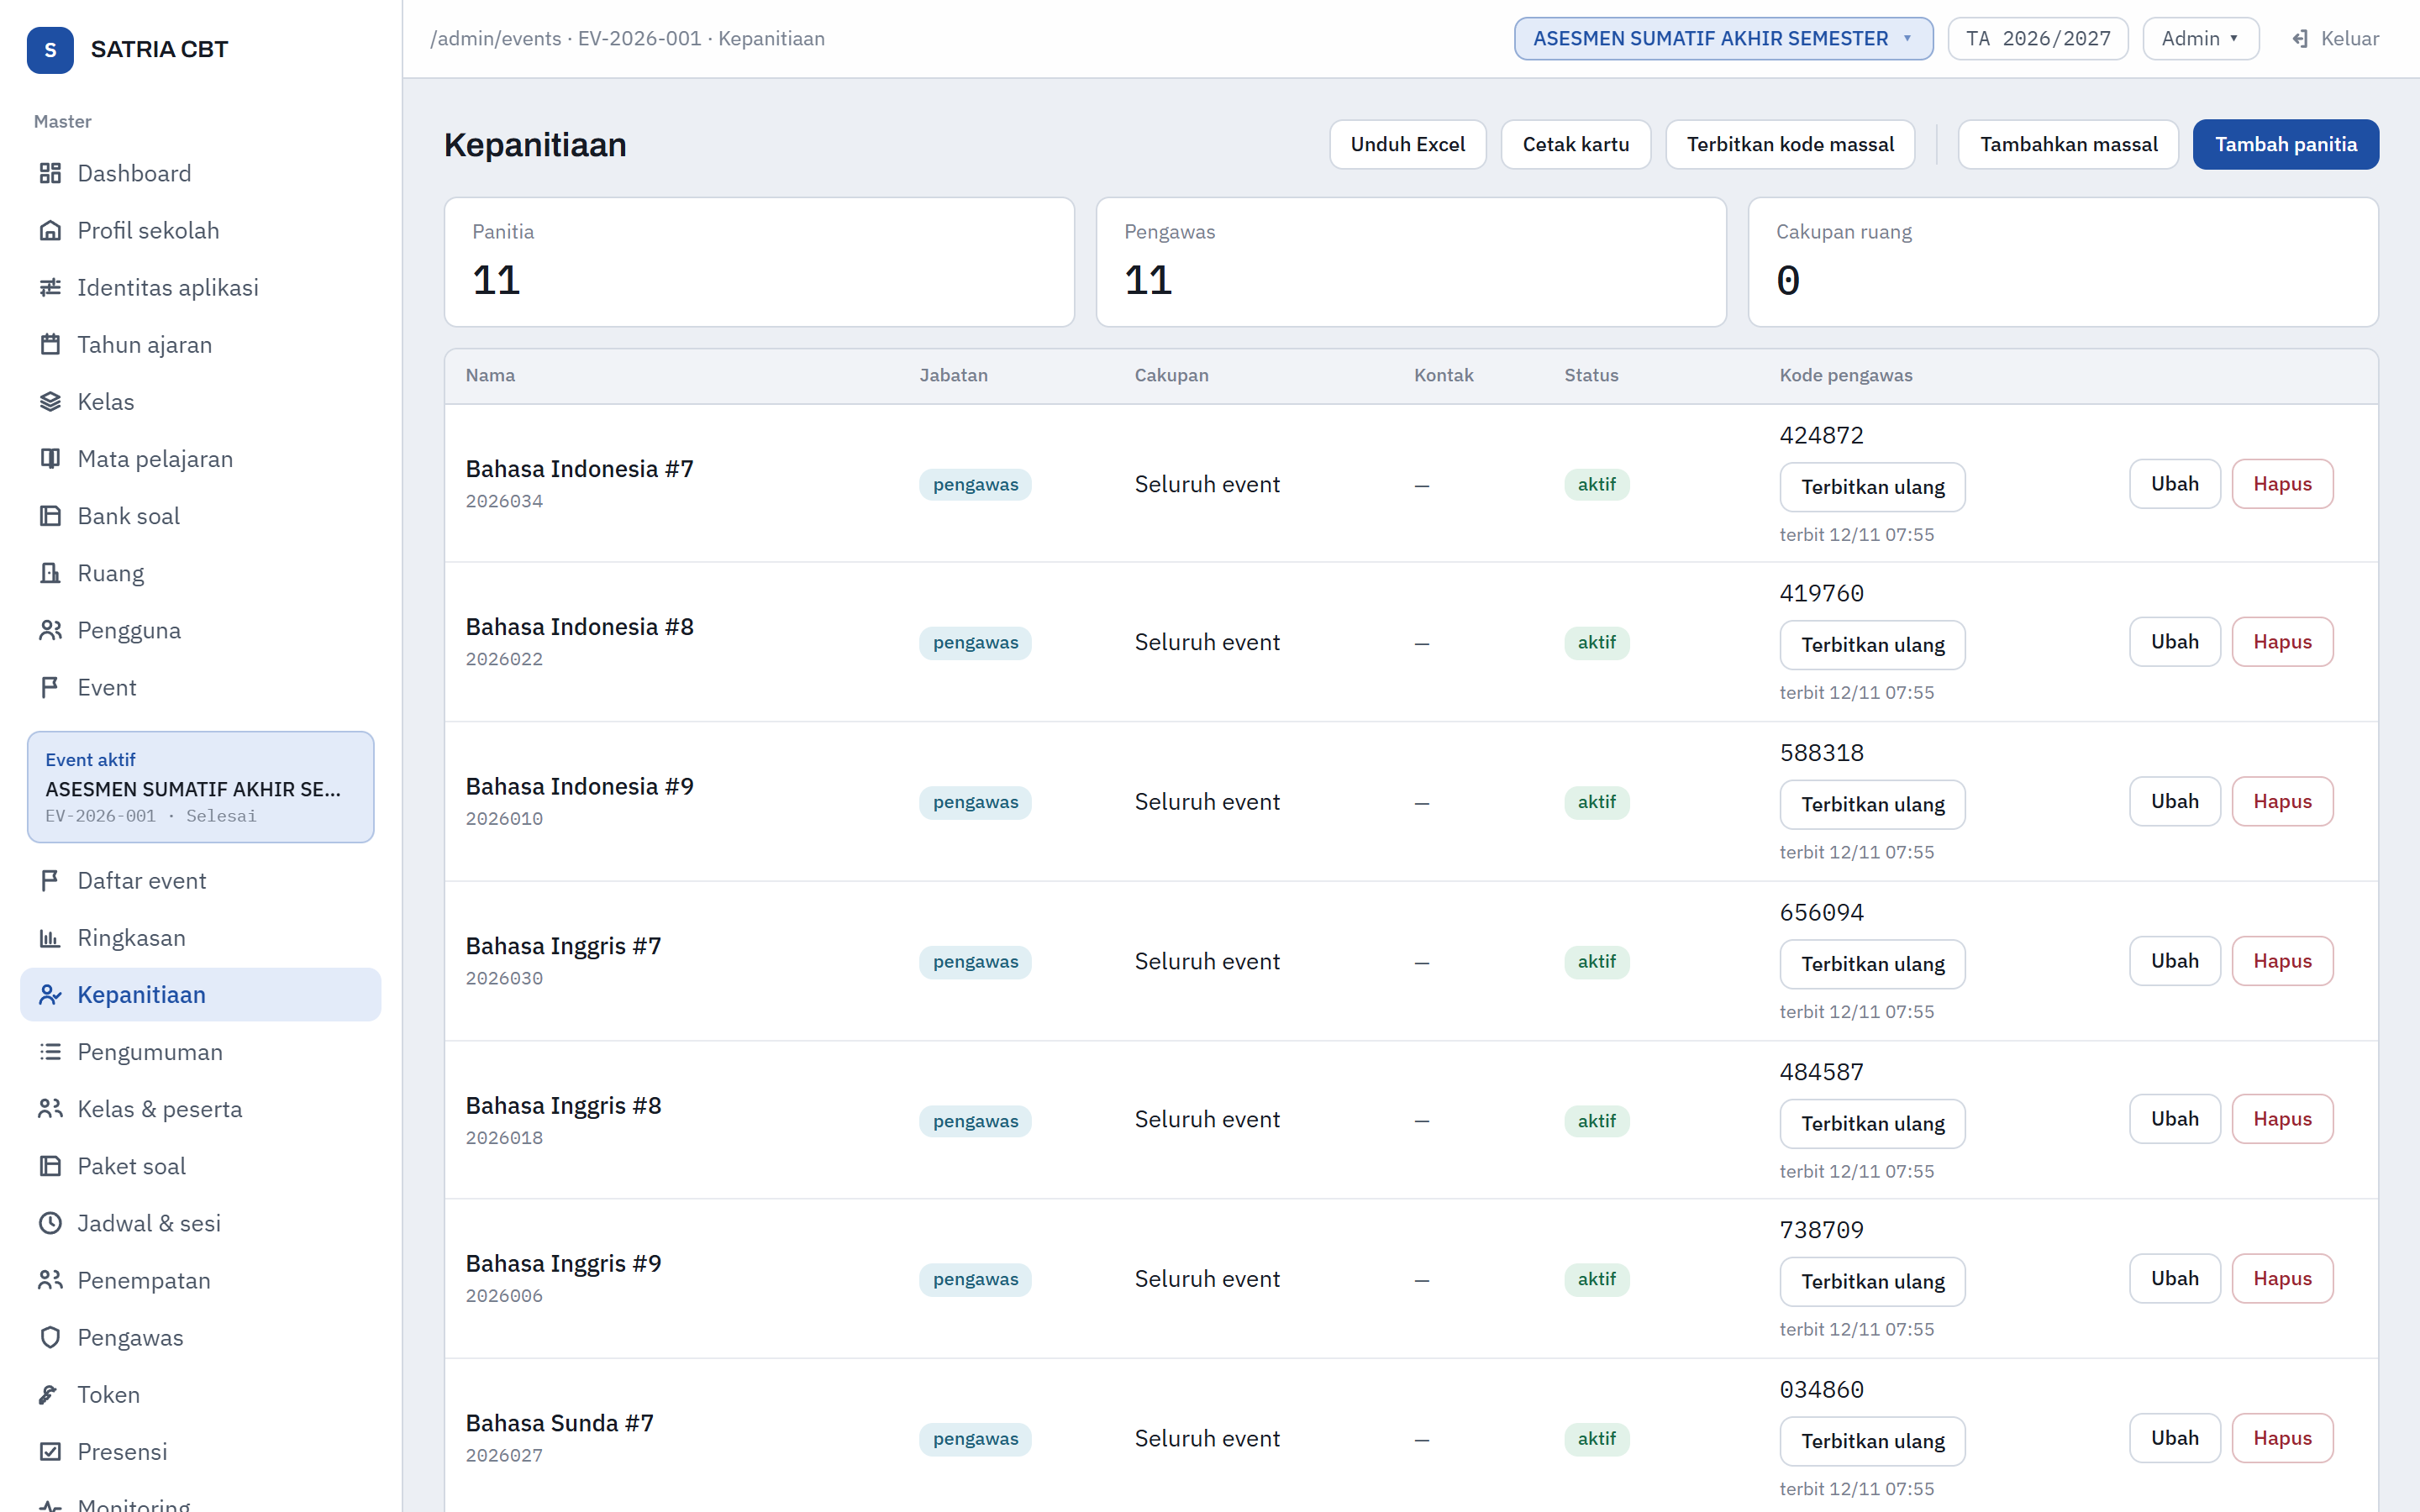 S
SATRIA CBT
Master
Dashboard
Profil sekolah
Identitas aplikasi
Tahun ajaran
Kelas
Mata pelajaran
Bank soal
Ruang
Pengguna
Event
Event aktif
ASESMEN SUMATIF AKHIR SE...
EV-2026-001 · Selesai
Daftar event
Ringkasan
Kepanitiaan
Pengumuman
Kelas & peserta
Paket soal
Jadwal & sesi
Penempatan
Pengawas
Token
Presensi
Monitoring
/admin/events · EV-2026-001 · Kepanitiaan
ASESMEN SUMATIF AKHIR SEMESTER ▾
TA 2026/2027
Admin ▾
Keluar
Kepanitiaan
Unduh Excel
Cetak kartu
Terbitkan kode massal
Tambahkan massal
Tambah panitia
Panitia
11
Pengawas
11
Cakupan ruang
0
Nama Jabatan Cakupan Kontak Status Kode pengawas
Bahasa Indonesia #7
2026034
pengawas
Seluruh event
—
aktif
424872
Terbitkan ulang
terbit 12/11 07:55
Ubah
Hapus
Bahasa Indonesia #8
2026022
pengawas
Seluruh event
—
aktif
419760
Terbitkan ulang
terbit 12/11 07:55
Ubah
Hapus
Bahasa Indonesia #9
2026010
pengawas
Seluruh event
—
aktif
588318
Terbitkan ulang
terbit 12/11 07:55
Ubah
Hapus
Bahasa Inggris #7
2026030
pengawas
Seluruh event
—
aktif
656094
Terbitkan ulang
terbit 12/11 07:55
Ubah
Hapus
Bahasa Inggris #8
2026018
pengawas
Seluruh event
—
aktif
484587
Terbitkan ulang
terbit 12/11 07:55
Ubah
Hapus
Bahasa Inggris #9
2026006
pengawas
Seluruh event
—
aktif
738709
Terbitkan ulang
terbit 12/11 07:55
Ubah
Hapus
Bahasa Sunda #7
2026027
pengawas
Seluruh event
—
aktif
034860
Terbitkan ulang
terbit 12/11 07:55
Ubah
Hapus